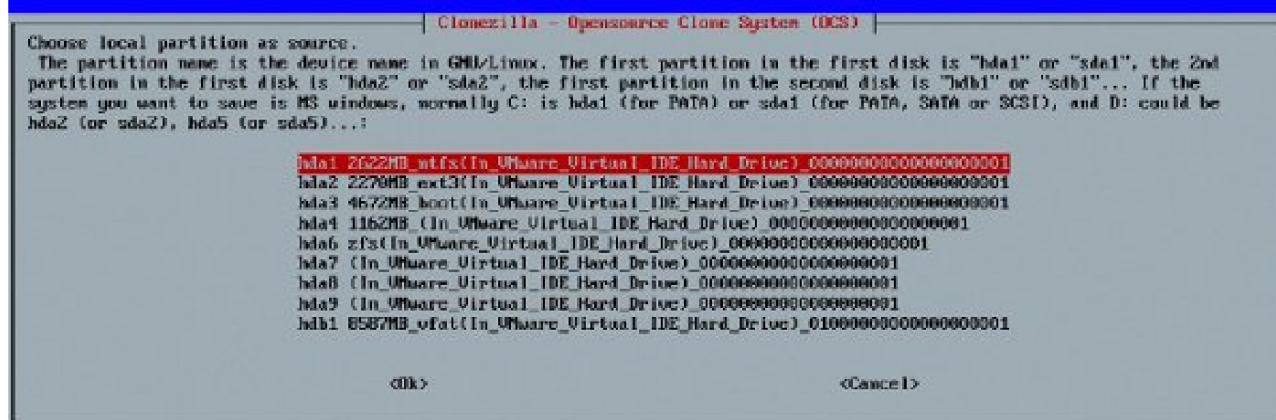 Clonezilla - Opensource Clone System (OCS)
Choose local partition as source.
The partition name is the device name in GNU/Linux. The first partition in the first disk is "hda1" or "sda1", the 2nd
partition in the first disk is "hda2" or "sda2", the first partition in the second disk is "hdb1" or "sdb1"... If the
system you want to save is MS windows, normally C: is hda1 (for PATA) or sda1 (for PATA, SATA or SCSI), and D: could be
hda2 (or sda2), hda5 (or sda5)...:
hda1 2622MB_ntfs(In_VMware_Virtual_IDE_Hard_Drive)_00000000000000000001
hda2 2270MB_ext3(In_VMware_Virtual_IDE_Hard_Drive)_00000000000000000001
hda3 4672MB_boot(In_VMware_Virtual_IDE_Hard_Drive)_00000000000000000001
hda4 1162MB_(In_VMware_Virtual_IDE_Hard_Drive)_00000000000000000001
hda6 zfs(In_VMware_Virtual_IDE_Hard_Drive)_00000000000000000001
hda7 (In_VMware_Virtual_IDE_Hard_Drive)_00000000000000000001
hda8 (In_VMware_Virtual_IDE_Hard_Drive)_00000000000000000001
hda9 (In_VMware_Virtual_IDE_Hard_Drive)_00000000000000000001
hdb1 8587MB_vfat(In_VMware_Virtual_IDE_Hard_Drive)_01000000000000000001
<Ok> <Cancel>